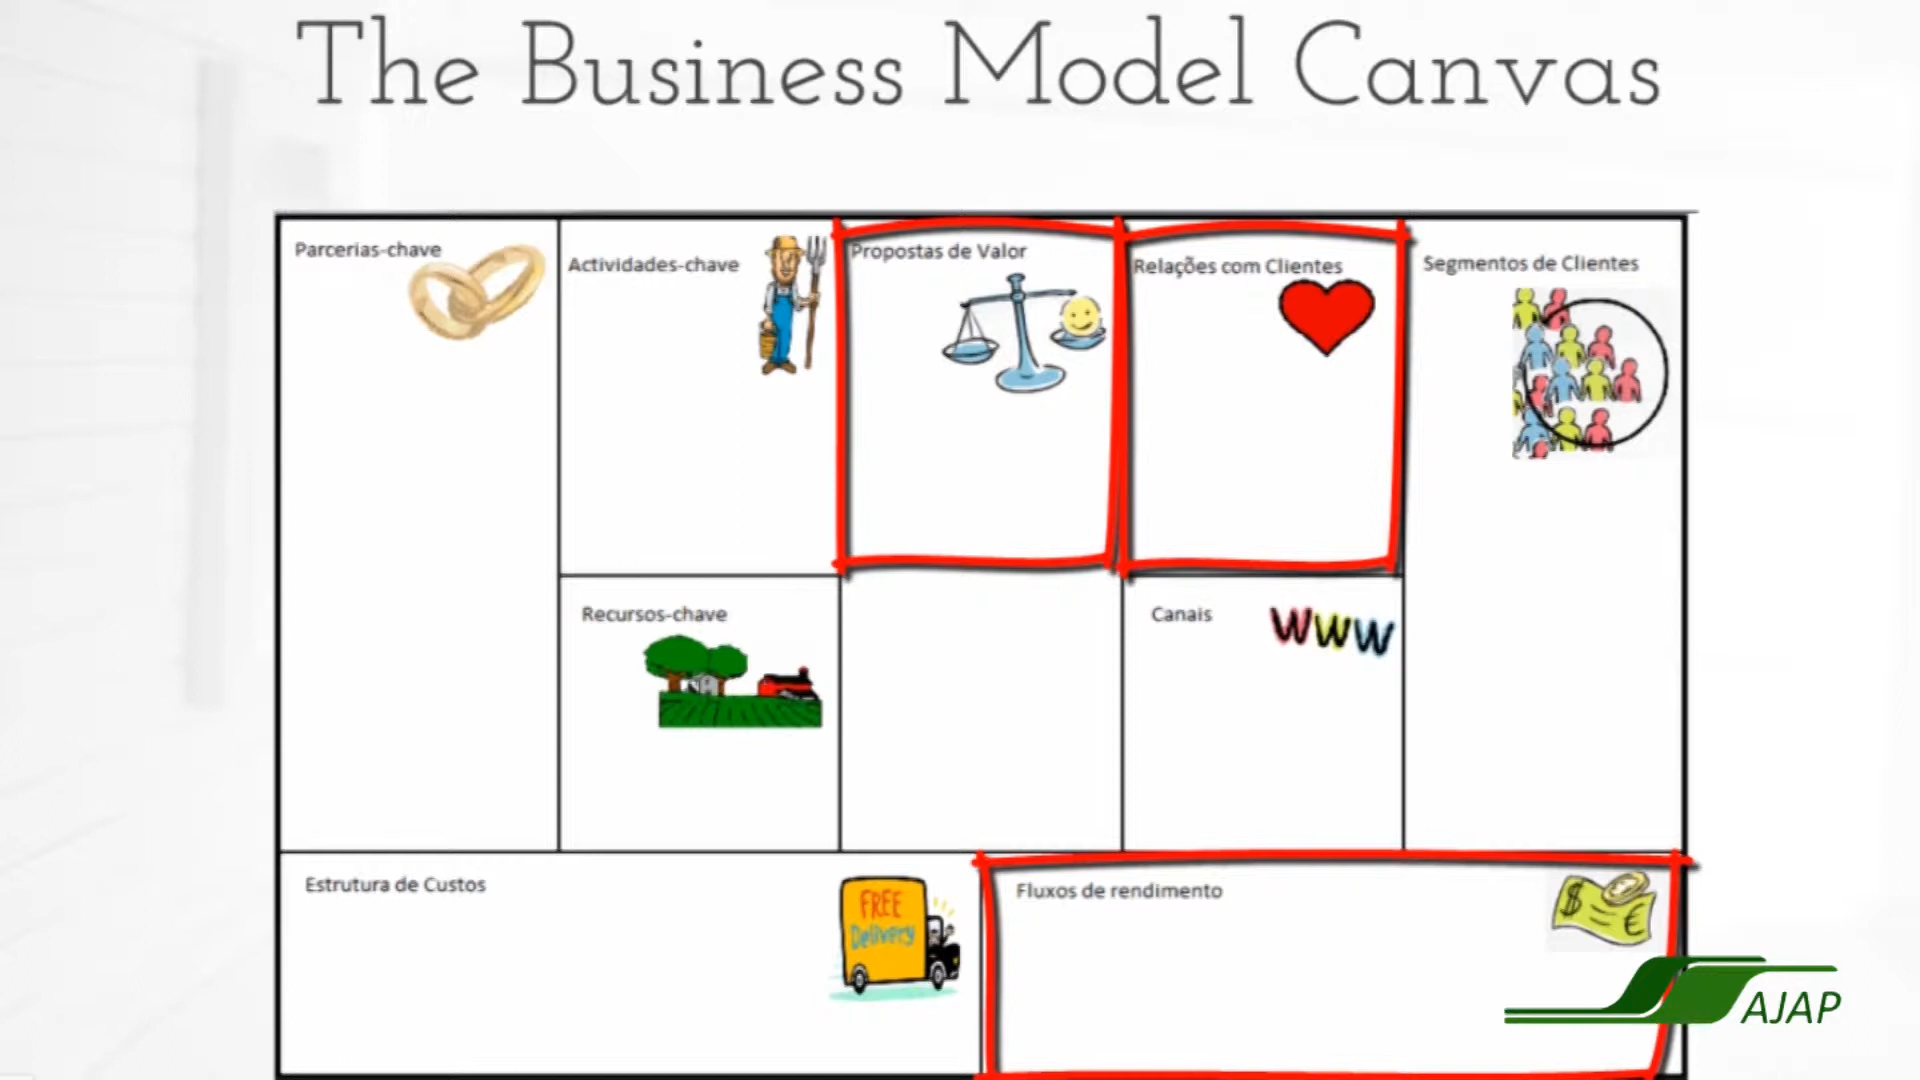 The Business Model Canvas
Parcerias-chave
Actividades-chave
Propostas de Valor
Relações com Clientes
Segmentos de Clientes
Recursos-chave
Canais
WWW
Estrutura de Custos
FREE
Delivery
Fluxos de rendimento
$ = €
AJAP